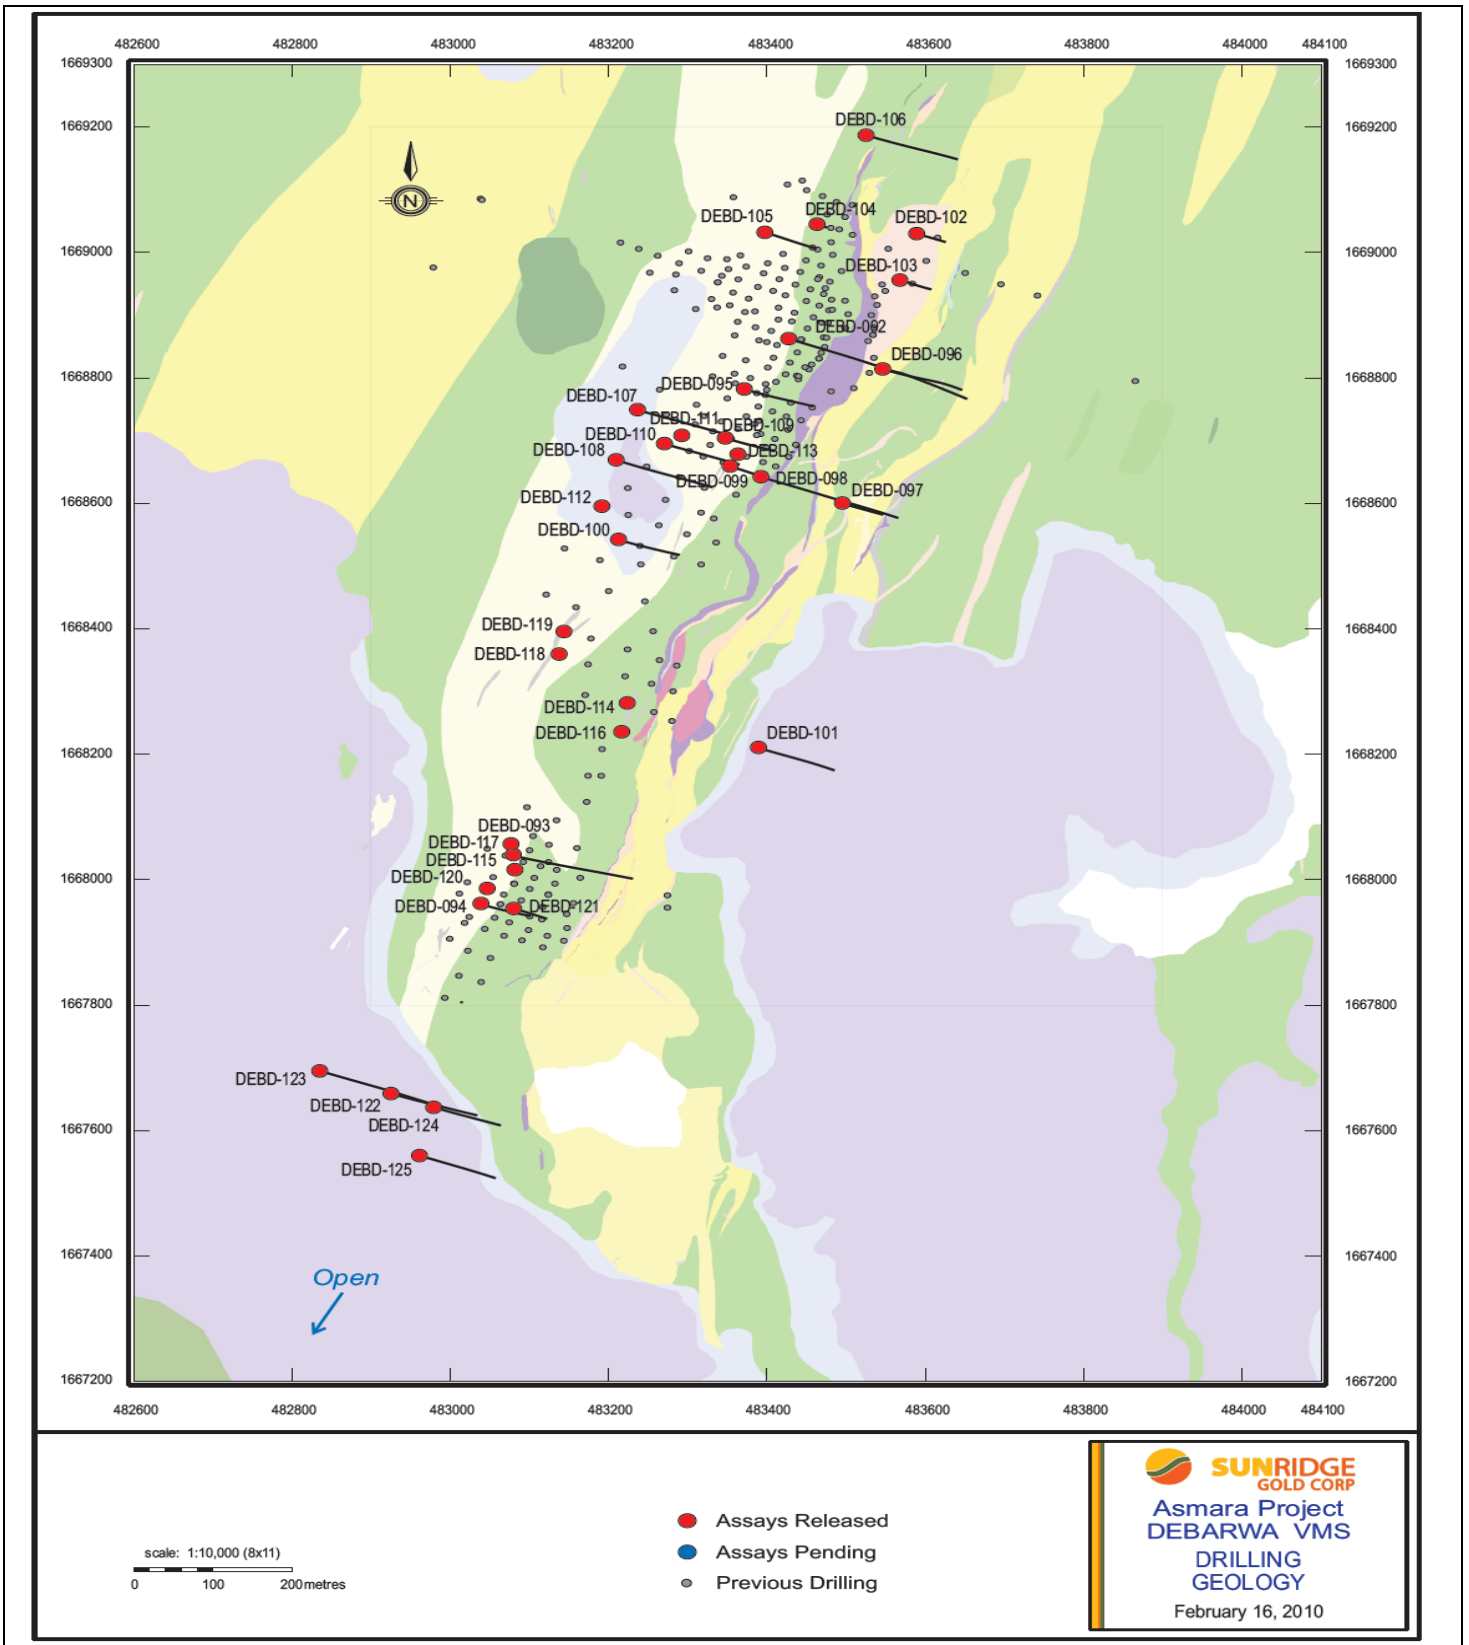 482600 482800 483000 483200 483400 483600 483800 484000 484100
1669300 1669300
DEBD-106
1669200 1669200
N
DEBD-105 DEBD-104 DEBD-102
1669000 1669000
DEBD-103
DEBD-092
DEBD-096
1668800 1668800
DEBD-095
DEBD-107
DEBD-111
DEBD-109
DEBD-110
DEBD-108 DEBD-113
DEBD-099 DEBD-098
DEBD-097
DEBD-112
1668600 1668600
DEBD-100
DEBD-119
1668400 1668400
DEBD-118
DEBD-114
DEBD-116 DEBD-101
1668200 1668200
DEBD-093
DEBD-117
DEBD-115
DEBD-120
1668000 1668000
DEBD-094 DEBD-121
1667800 1667800
DEBD-123
DEBD-122
DEBD-124
1667600 1667600
DEBD-125
1667400 1667400
Open
1667200 1667200
482600 482800 483000 483200 483400 483600 483800 484000 484100
SUNRIDGE
GOLD CORP
Asmara Project
DEBARWA VMS
DRILLING
GEOLOGY
February 16, 2010
Assays Released
Assays Pending
Previous Drilling
scale: 1:10,000 (8x11)
0 100 200 metres